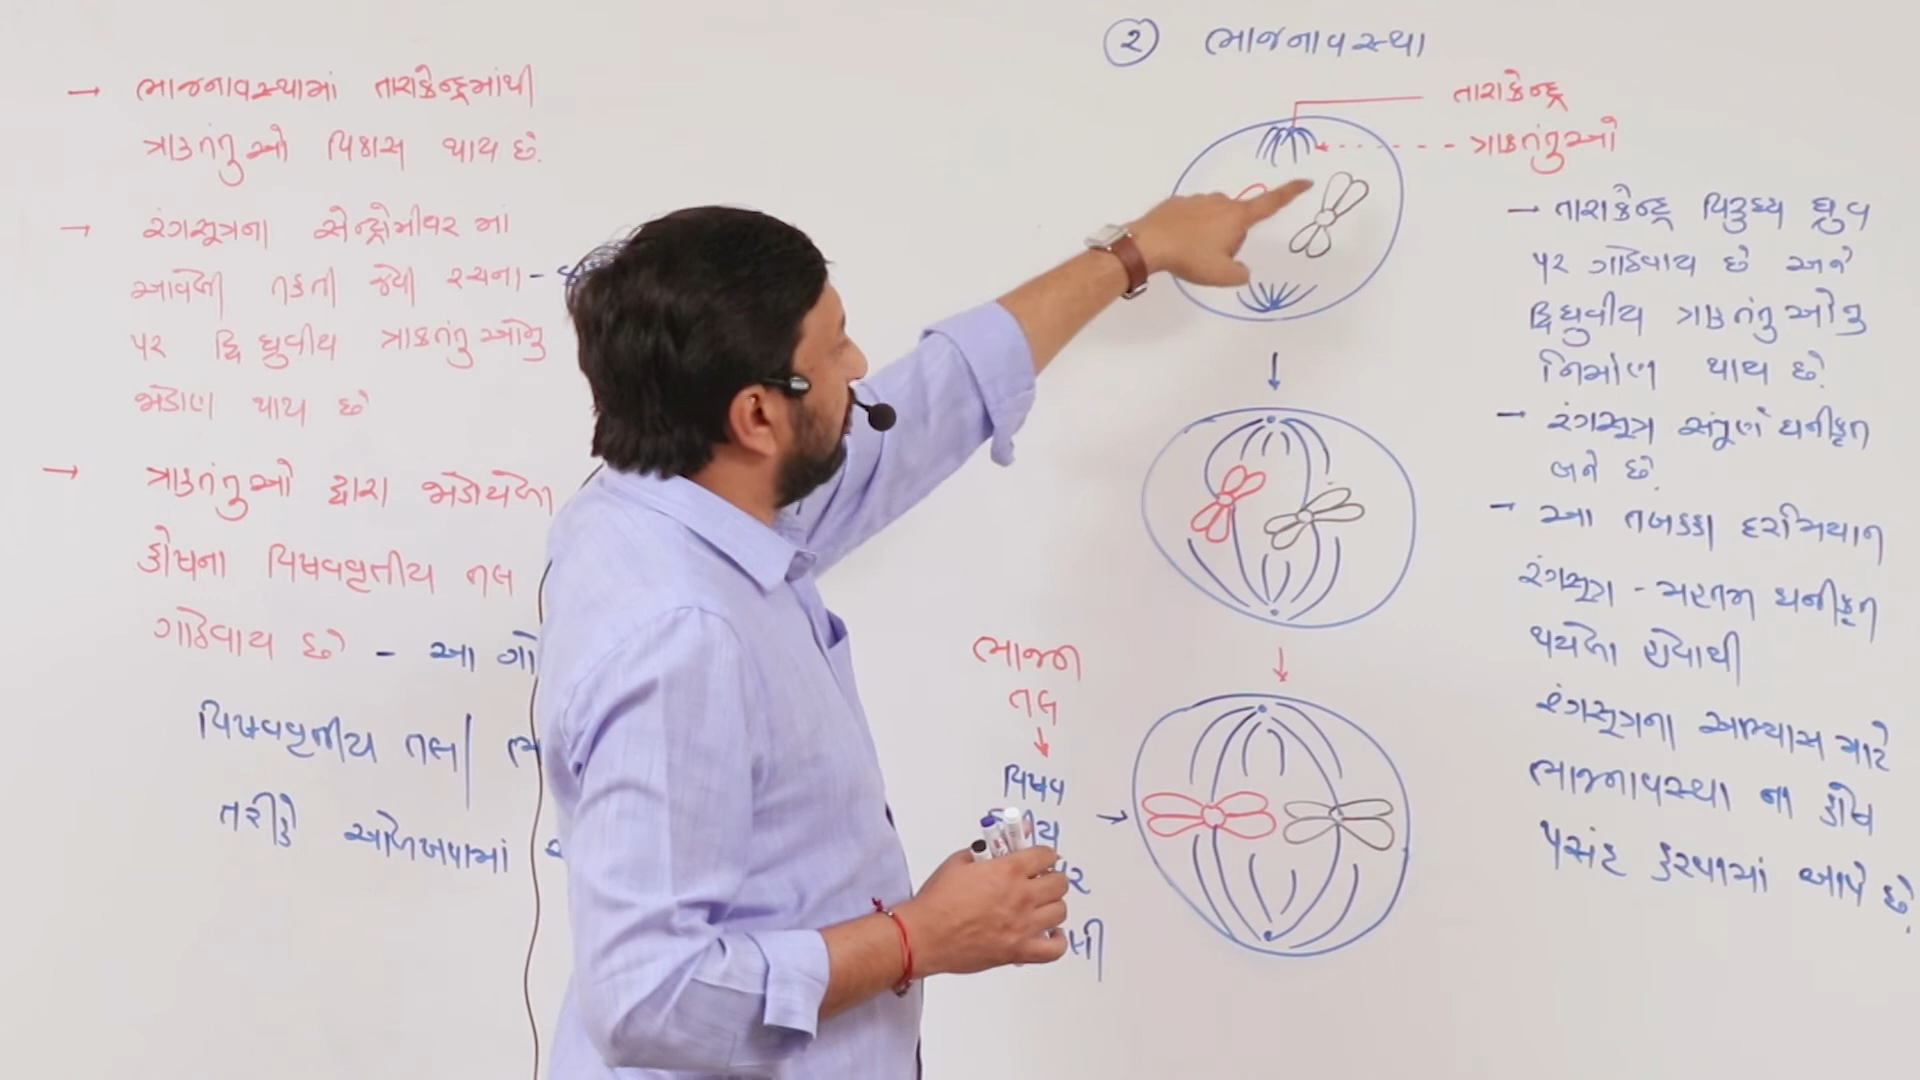 → ભાજનાવસ્થામાં તારાકેન્દ્રમાંથી
ત્રાકતંતુઓ વિકાસ થાય છે.
→ રંગસૂત્રના સેન્ટ્રોમીયર માં
આવેલી તકતી જેવી રચના -
પર દ્વિધ્રુવીય ત્રાકતંતુઓનુ
જોડાણ થાય છે
→ ત્રાકતંતુઓ દ્વારા જોડાયેલા
કોષના વિષુવવૃતીય તલ
ગોઠવાય છે - આ ગો
વિષુવવૃતીય તલ /
તરીકે ઓળખવામાં
૨ ભાજનાવસ્થા
તારાકેન્દ્ર
ત્રાકતંતુઓ
ભાજન
તલ
વિષુવ
→ તારાકેન્દ્ર વિરુધ્ધ ધ્રુવ
પર ગોઠવાય છે અને
દ્વિધ્રુવીય ત્રાકતંતુઓનુ
નિર્માણ થાય છે.
→ રંગસૂત્ર સંપૂર્ણ ઘનીકૃત
બને છે.
- આ તબક્કા દરમિયાન
રંગસૂત્ર - મહતમ ઘનીકૃત
થયેલા હોવાથી
રંગસૂત્રના અભ્યાસ માટે
ભાજનાવસ્થા ના કોષ
પસંદ કરવામાં આવે છે.